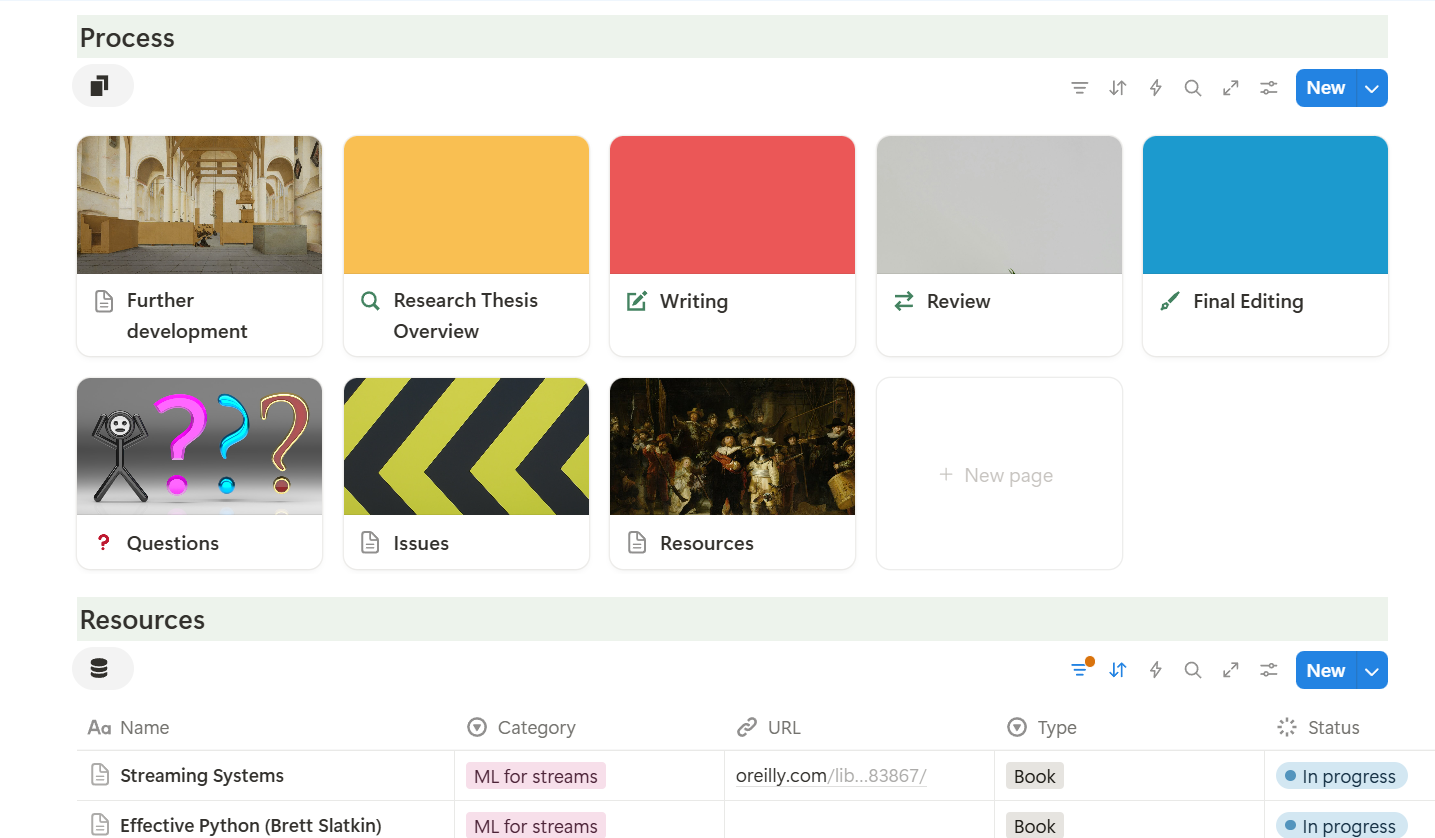 Process
New
Further
development
Research Thesis
Overview
Writing
Review
Final Editing
Questions
Issues
Resources
+ New page
Resources
New
Aa Name
Category
URL
Type
Status
Streaming Systems
ML for streams
oreilly.com/lib...83867/
Book
In progress
Effective Python (Brett Slatkin)
ML for streams
Book
In progress